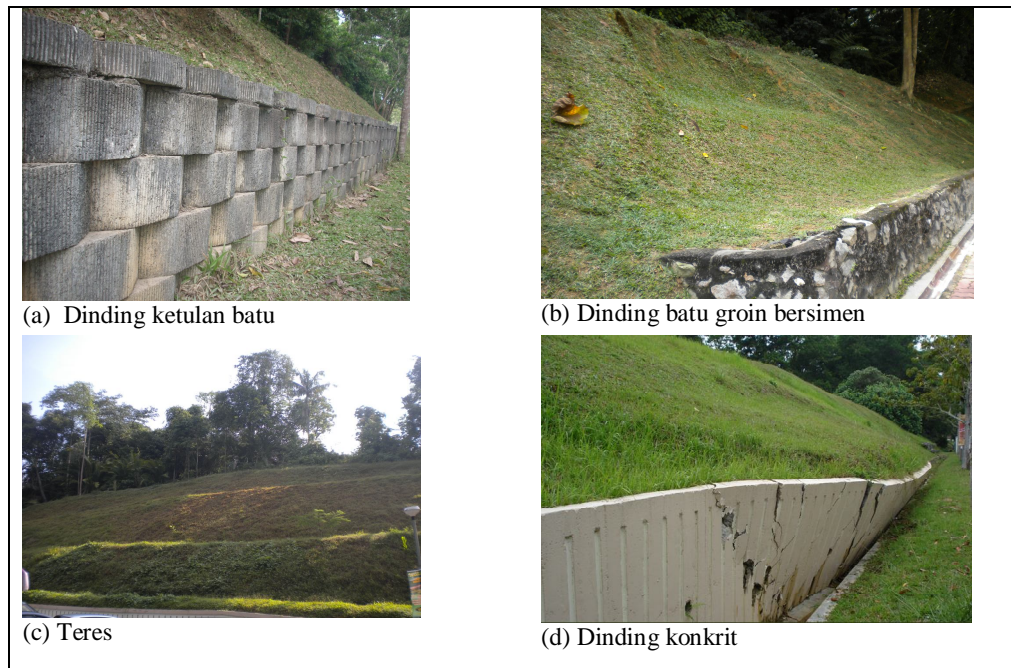 (a) Dinding ketulan batu
(b) Dinding batu groin bersimen
(c) Teres
(d) Dinding konkrit